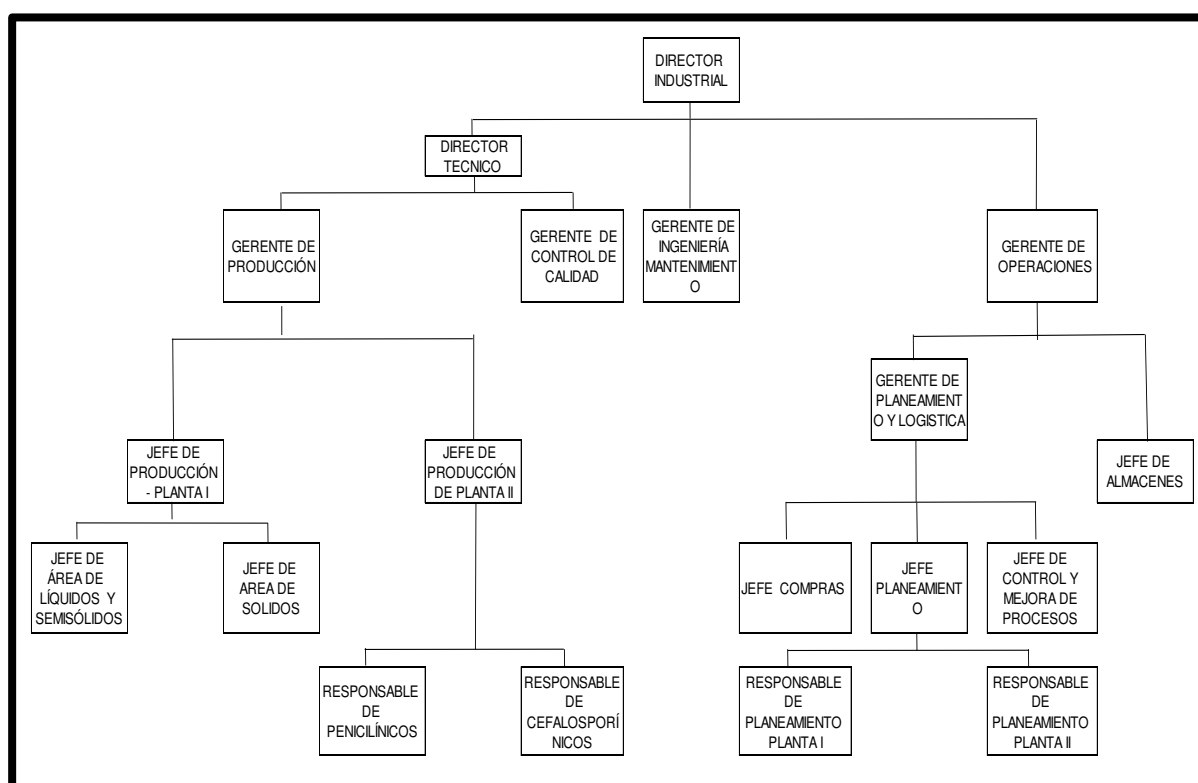 DIRECTOR
INDUSTRIAL
DIRECTOR
TECNICO
GERENTE DE
PRODUCCIÓN
GERENTE DE
CONTROL DE
CALIDAD
GERENTE DE
INGENIERÍA
MANTENIMIENT
O
GERENTE DE
OPERACIONES
GERENTE DE
PLANEAMIENT
O Y LOGISTICA
JEFE DE
ALMACENES
JEFE DE
PRODUCCIÓN
- PLANTA I
JEFE DE
PRODUCCIÓN
DE PLANTA II
JEFE DE
ÁREA DE
LÍQUIDOS Y
SEMISÓLIDOS
JEFE DE
AREA DE
SOLIDOS
JEFE COMPRAS
JEFE
PLANEAMIENT
O
JEFE DE
CONTROL Y
MEJORA DE
PROCESOS
RESPONSABLE
DE
PENICILÍNICOS
RESPONSABLE
DE
CEFALOSPORÍ
NICOS
RESPONSABLE
DE
PLANEAMIENTO
PLANTA I
RESPONSABLE
DE
PLANEAMIENTO
PLANTA II